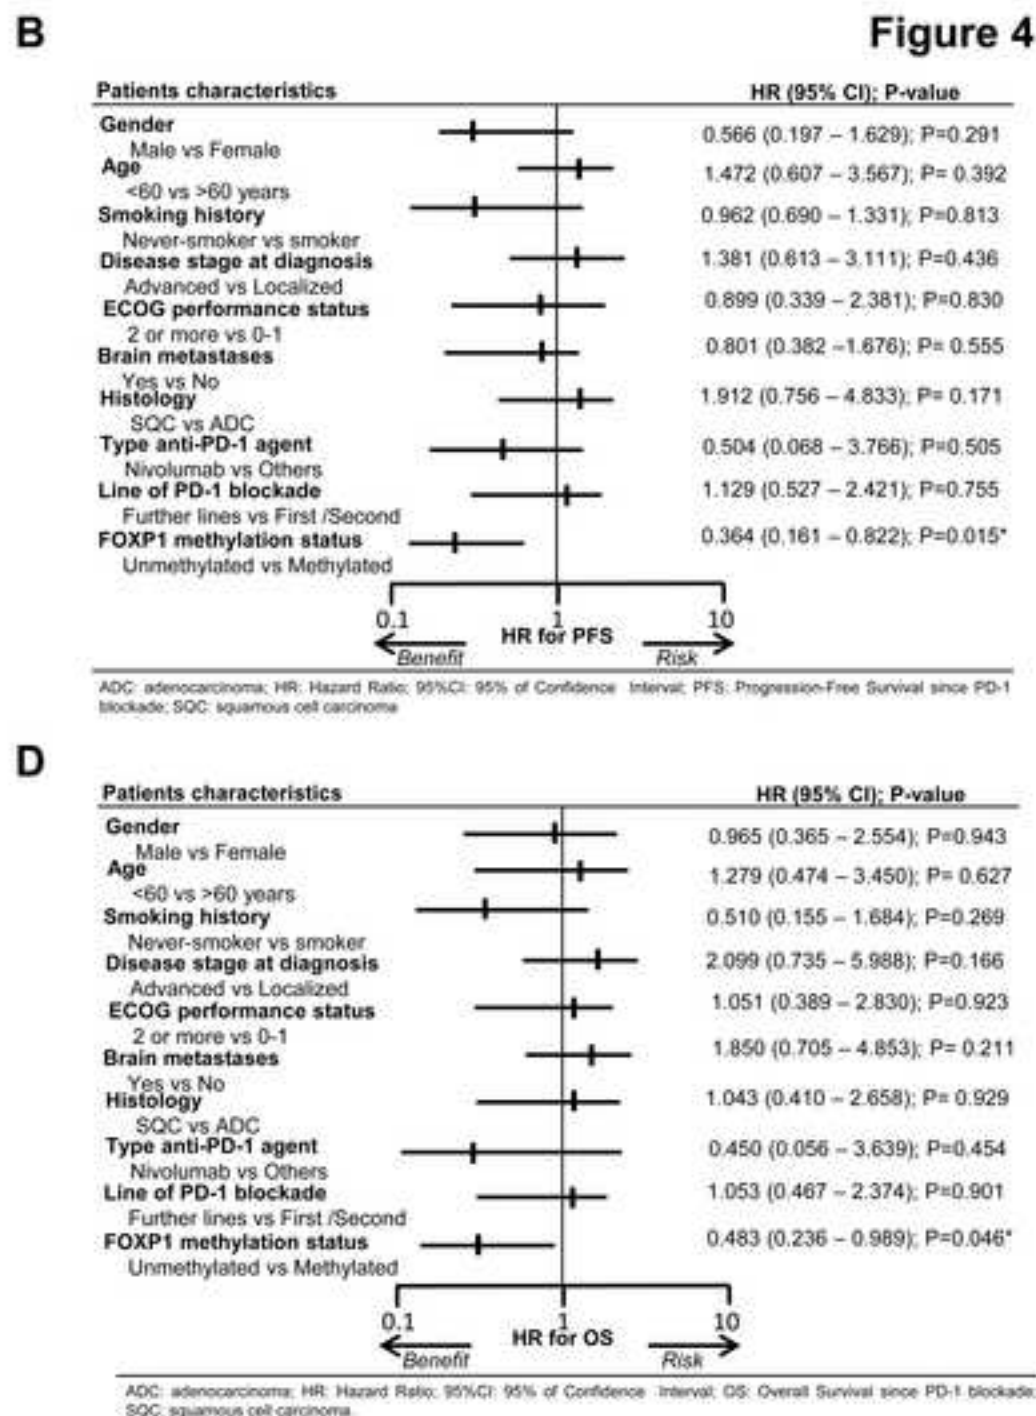 B
Figure 4
Patients characteristics HR (95% CI); P-value
Gender 0.566 (0.197 – 1.629); P=0.291
Male vs Female
Age 1.472 (0.607 – 3.567); P= 0.392
<60 vs >60 years
Smoking history 0.962 (0.690 – 1.331); P=0.813
Never-smoker vs smoker
Disease stage at diagnosis 1.381 (0.613 – 3.111); P=0.436
Advanced vs Localized
ECOG performance status 0.899 (0.339 – 2.381); P=0.830
2 or more vs 0-1
Brain metastases 0.801 (0.382 –1.676); P= 0.555
Yes vs No
Histology 1.912 (0.756 – 4.833); P= 0.171
SQC vs ADC
Type anti-PD-1 agent 0.504 (0.068 – 3.766); P=0.505
Nivolumab vs Others
Line of PD-1 blockade 1.129 (0.527 – 2.421); P=0.755
Further lines vs First /Second
FOXP1 methylation status 0.364 (0.161 – 0.822); P=0.015*
Unmethylated vs Methylated
0.1 1 10
HR for PFS
Benefit Risk
ADC: adenocarcinoma; HR: Hazard Ratio; 95%CI: 95% of Confidence Interval; PFS: Progression-Free Survival since PD-1
blockade; SQC: squamous cell carcinoma
D
Patients characteristics HR (95% CI); P-value
Gender 0.965 (0.365 – 2.554); P=0.943
Male vs Female
Age 1.279 (0.474 – 3.450); P= 0.627
<60 vs >60 years
Smoking history 0.510 (0.155 – 1.684); P=0.269
Never-smoker vs smoker
Disease stage at diagnosis 2.099 (0.735 – 5.988); P=0.166
Advanced vs Localized
ECOG performance status 1.051 (0.389 – 2.830); P=0.923
2 or more vs 0-1
Brain metastases 1.850 (0.705 – 4.853); P= 0.211
Yes vs No
Histology 1.043 (0.410 – 2.658); P= 0.929
SQC vs ADC
Type anti-PD-1 agent 0.450 (0.056 – 3.639); P=0.454
Nivolumab vs Others
Line of PD-1 blockade 1.053 (0.467 – 2.374); P=0.901
Further lines vs First /Second
FOXP1 methylation status 0.483 (0.236 – 0.989); P=0.046*
Unmethylated vs Methylated
0.1 1 10
HR for OS
Benefit Risk
ADC: adenocarcinoma; HR: Hazard Ratio; 95%CI: 95% of Confidence Interval; OS: Overall Survival since PD-1 blockade;
SQC: squamous cell carcinoma.